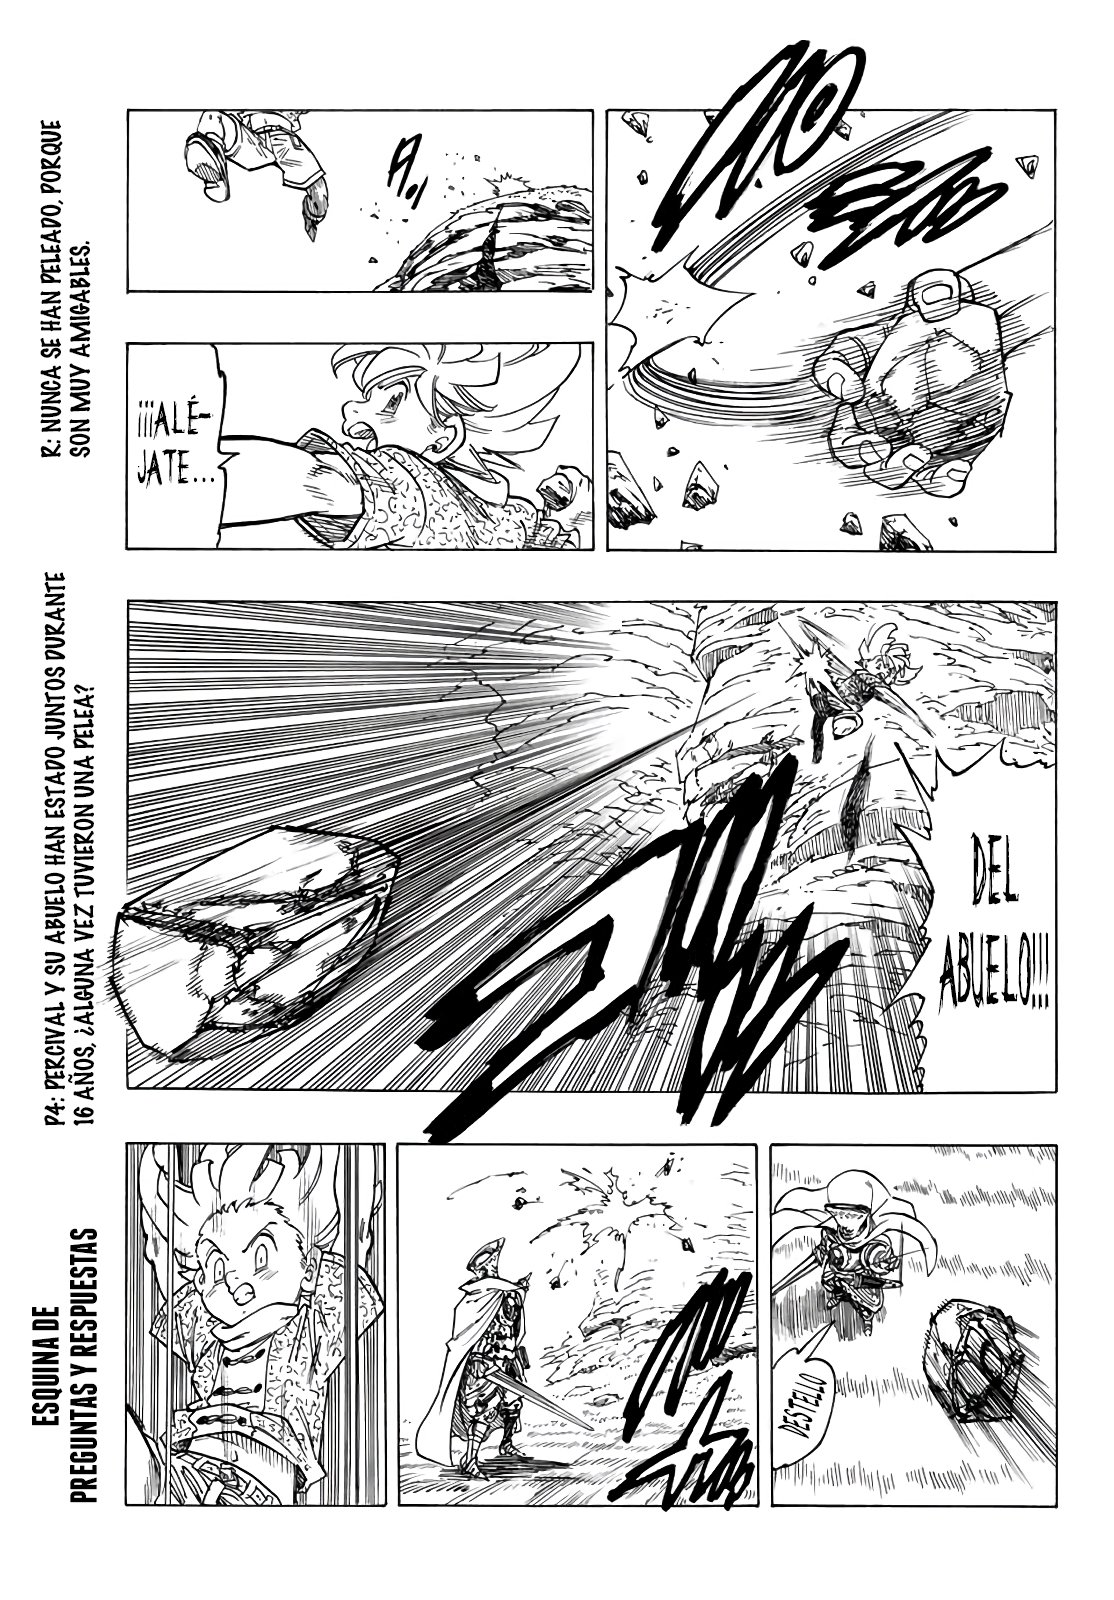 ¡¡¡ALÉ-
JATE...
DEL
ABUELO!!!
DESTELLO
ESQUINA DE
PREGUNTAS Y RESPUESTAS
P4: PERCIVAL Y SU ABUELO HAN ESTADO JUNTOS DURANTE
16 AÑOS, ¿ALGUNA VEZ TUVIERON UNA PELEA?
R: NUNCA SE HAN PELEADO, PORQUE
SON MUY AMIGABLES.